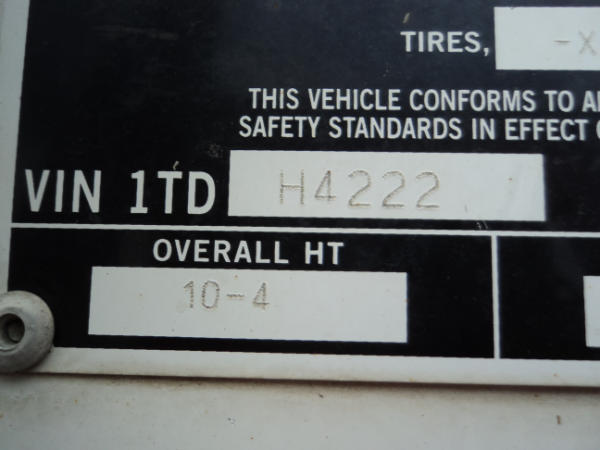 TIRES, -X
THIS VEHICLE CONFORMS TO
SAFETY STANDARDS IN EFFECT
VIN 1TD H4222
OVERALL HT
10-4